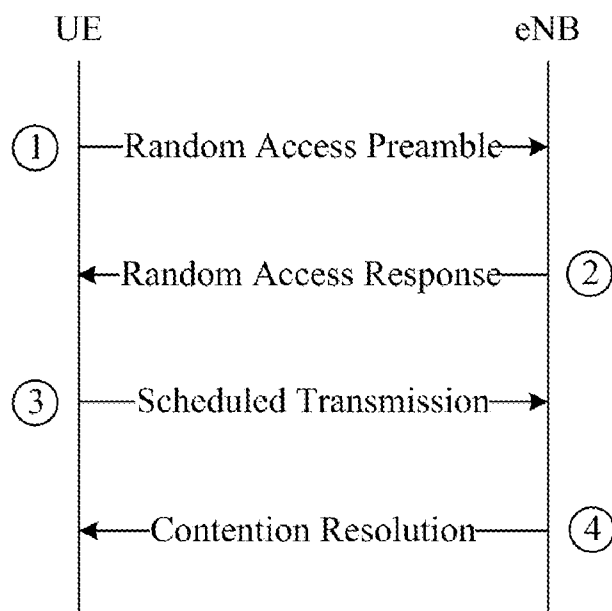 UE eNB
1 Random Access Preamble
Random Access Response 2
3 Scheduled Transmission
Contention Resolution 4